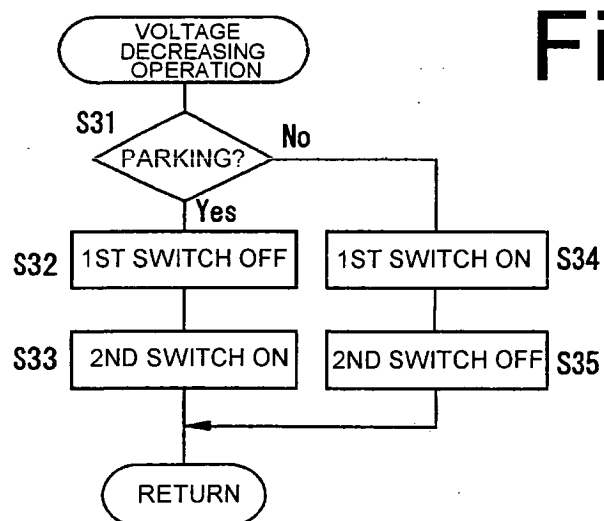 VOLTAGE
DECREASING
OPERATION
Fi
S31
PARKING?
No
Yes
S32
1ST SWITCH OFF
1ST SWITCH ON
S34
S33
2ND SWITCH ON
2ND SWITCH OFF
S35
RETURN